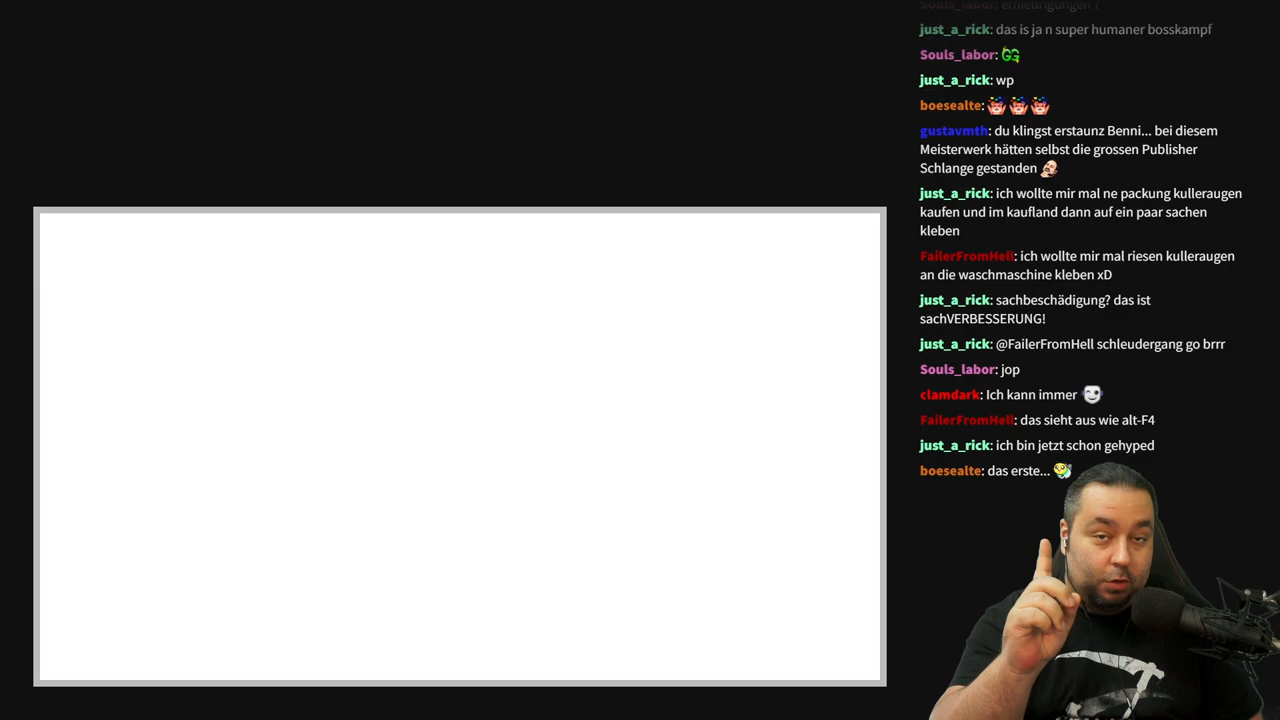 Souls_labor: erniedrigungen ?
just_a_rick: das is ja n super humaner bosskampf
Souls_labor: GG
just_a_rick: wp
boesealte:
gustavmth: du klingst erstaunz Benni... bei diesem
Meisterwerk hätten selbst die grossen Publisher
Schlange gestanden
just_a_rick: ich wollte mir mal ne packung kulleraugen
kaufen und im kaufland dann auf ein paar sachen
kleben
FailerFromHell: ich wollte mir mal riesen kulleraugen
an die waschmaschine kleben xD
just_a_rick: sachbeschädigung? das ist
sachVERBESSERUNG!
just_a_rick: @FailerFromHell schleudergang go brrr
Souls_labor: jop
clamdark: Ich kann immer
FailerFromHell: das sieht aus wie alt-F4
just_a_rick: ich bin jetzt schon gehyped
boesealte: das erste...